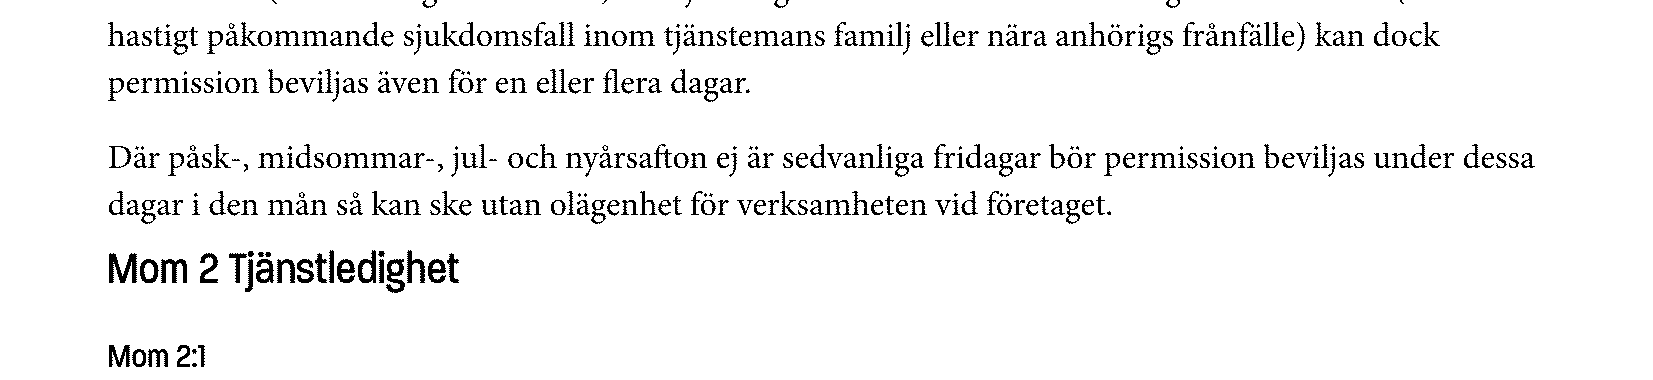 hastigt påkommande sjukdomsfall inom tjänstemans familj eller nära anhörigs frånfälle) kan dock
permission beviljas även för en eller flera dagar.
Där påsk-, midsommar-, jul- och nyårsafton ej är sedvanliga fridagar bör permission beviljas under dessa
dagar i den mån så kan ske utan olägenhet för verksamheten vid företaget.
Mom 2 Tjänstledighet
Mom 2:1